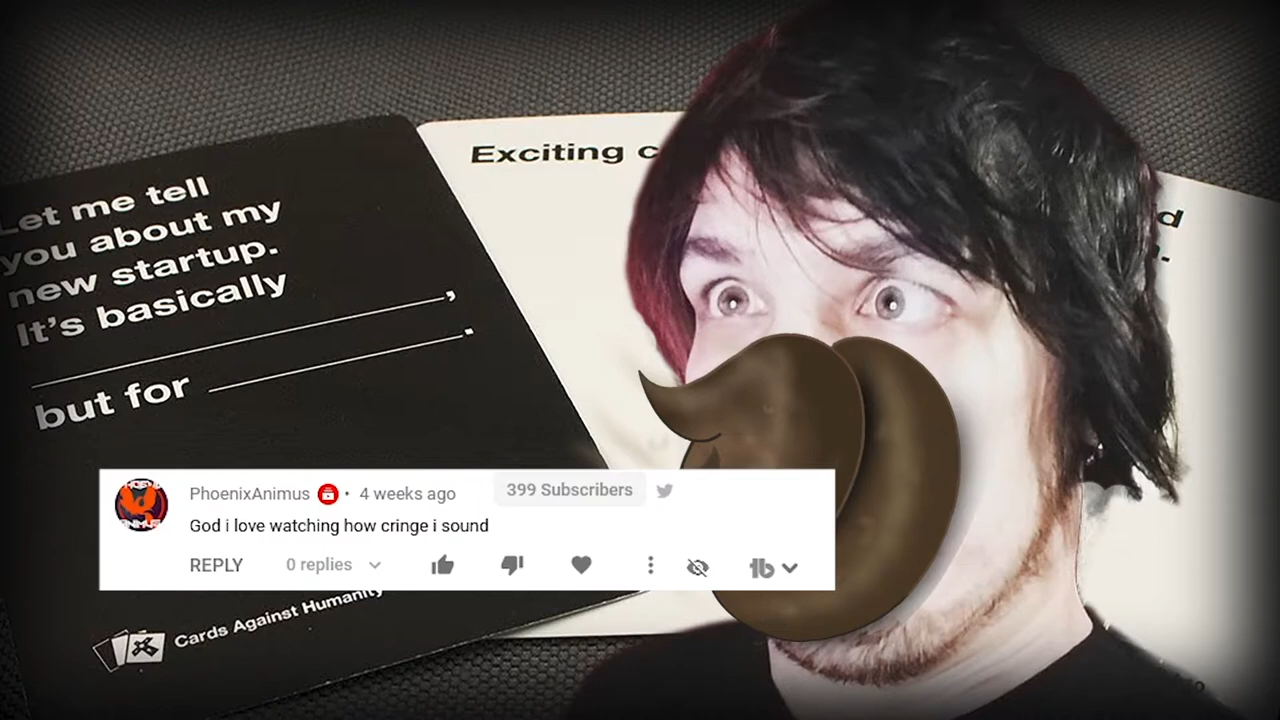 Let me tell
you about my
new startup.
It's basically
,
but for .
Exciting
d
PhoenixAnimus • 4 weeks ago 399 Subscribers
God i love watching how cringe i sound
REPLY 0 replies
Cards Against Humanity